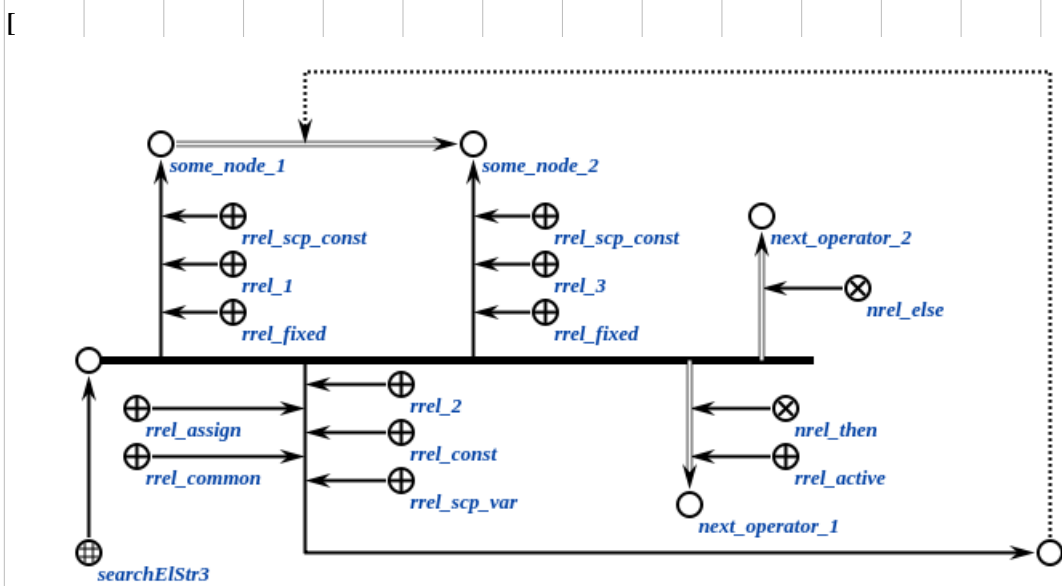 [
some_node_1
some_node_2
rrel_scp_const
rrel_scp_const
next_operator_2
rrel_1
rrel_3
nrel_else
rrel_fixed
rrel_fixed
rrel_2
rrel_assign
nrel_then
rrel_const
rrel_common
rrel_active
rrel_scp_var
next_operator_1
searchElStr3